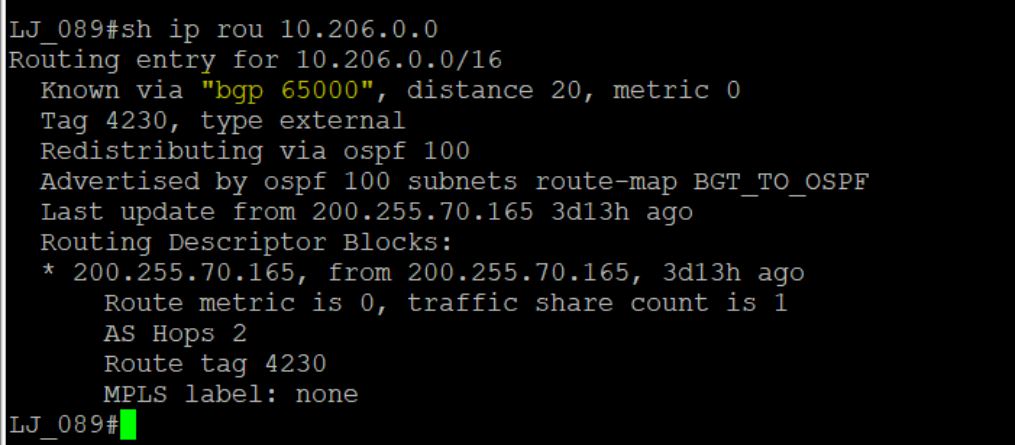 LJ_089#sh ip rou 10.206.0.0
Routing entry for 10.206.0.0/16
  Known via "bgp 65000", distance 20, metric 0
  Tag 4230, type external
  Redistributing via ospf 100
  Advertised by ospf 100 subnets route-map BGT_TO_OSPF
  Last update from 200.255.70.165 3d13h ago
  Routing Descriptor Blocks:
  * 200.255.70.165, from 200.255.70.165, 3d13h ago
      Route metric is 0, traffic share count is 1
      AS Hops 2
      Route tag 4230
      MPLS label: none
LJ_089#